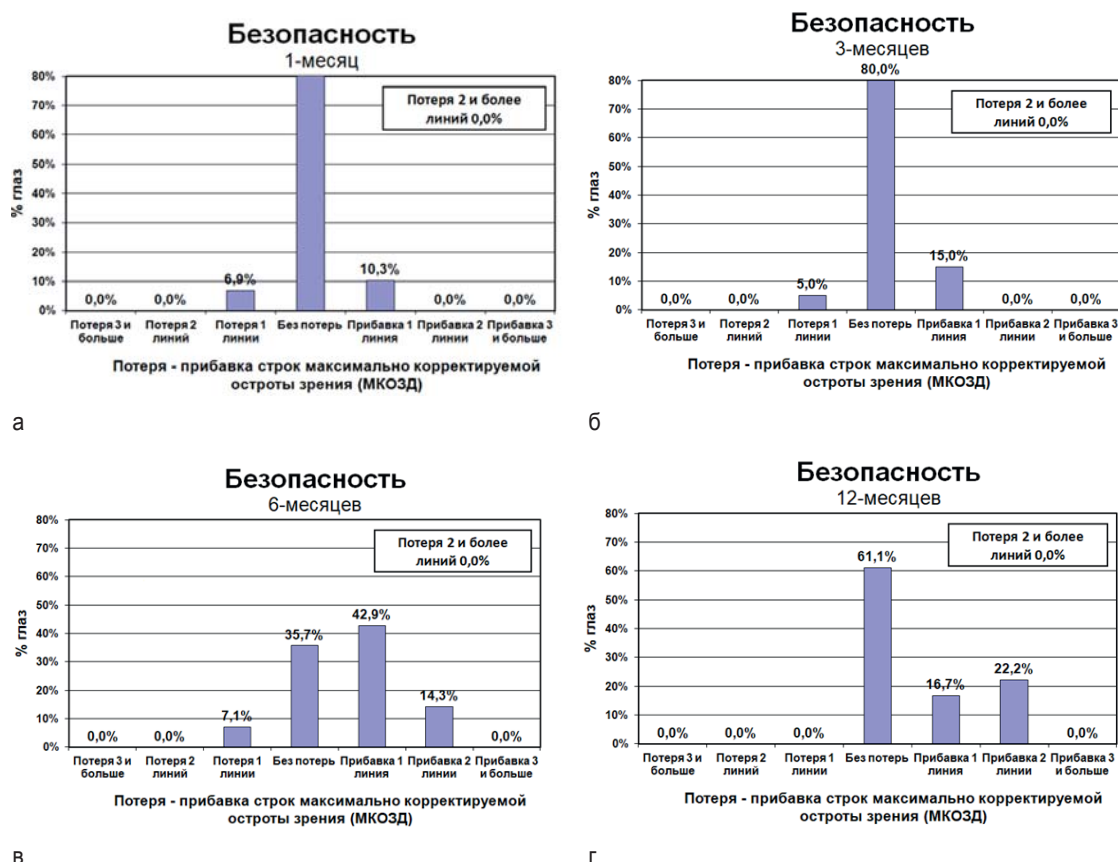 Безопасность
1-месяц
80%
70%
60%
50%
40%
30%
20%
10%
0%
% глаз
Потеря 2 и более
линий 0,0%
0,0% 0,0% 6,9% 10,3% 0,0% 0,0%
Потеря 3 и больше Потеря 2 линий Потеря 1 линии Без потерь Прибавка 1 линия Прибавка 2 линии Прибавка 3 и больше
Потеря - прибавка строк максимально корректируемой
остроты зрения (МКОЗД)
а
Безопасность
3-месяцев
80%
70%
60%
50%
40%
30%
20%
10%
0%
% глаз
Потеря 2 и более
линий 0,0%
0,0% 0,0% 5,0% 80,0% 15,0% 0,0% 0,0%
Потеря 3 и больше Потеря 2 линий Потеря 1 линии Без потерь Прибавка 1 линия Прибавка 2 линии Прибавка 3 и больше
Потеря - прибавка строк максимально корректируемой
остроты зрения (МКОЗД)
б
Безопасность
6-месяцев
80%
70%
60%
50%
40%
30%
20%
10%
0%
% глаз
Потеря 2 и более
линий 0,0%
0,0% 0,0% 7,1% 35,7% 42,9% 14,3% 0,0%
Потеря 3 и больше Потеря 2 линий Потеря 1 линии Без потерь Прибавка 1 линия Прибавка 2 линии Прибавка 3 и больше
Потеря - прибавка строк максимально корректируемой
остроты зрения (МКОЗД)
в
Безопасность
12-месяцев
80%
70%
60%
50%
40%
30%
20%
10%
0%
% глаз
Потеря 2 и более
линий 0,0%
0,0% 0,0% 0,0% 61,1% 16,7% 22,2% 0,0%
Потеря 3 и больше Потеря 2 линий Потеря 1 линии Без потерь Прибавка 1 линия Прибавка 2 линии Прибавка 3 и больше
Потеря - прибавка строк максимально корректируемой
остроты зрения (МКОЗД)
г